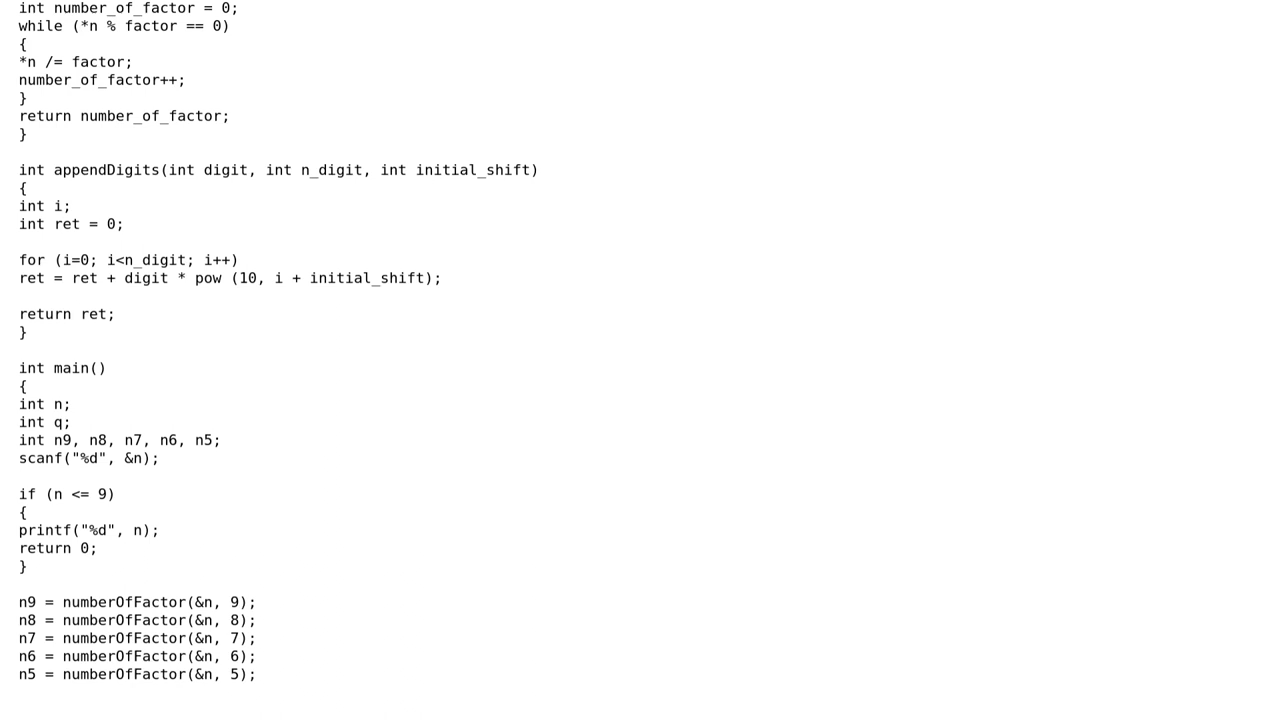 int number_of_factor = 0;
while (*n % factor == 0)
{
*n /= factor;
number_of_factor++;
}
return number_of_factor;
}
int appendDigits(int digit, int n_digit, int initial_shift)
{
int i;
int ret = 0;
for (i=0; i<n_digit; i++)
ret = ret + digit * pow (10, i + initial_shift);
return ret;
}
int main()
{
int n;
int q;
int n9, n8, n7, n6, n5;
scanf("%d", &n);
if (n <= 9)
{
printf("%d", n);
return 0;
}
n9 = numberOfFactor(&n, 9);
n8 = numberOfFactor(&n, 8);
n7 = numberOfFactor(&n, 7);
n6 = numberOfFactor(&n, 6);
n5 = numberOfFactor(&n, 5);